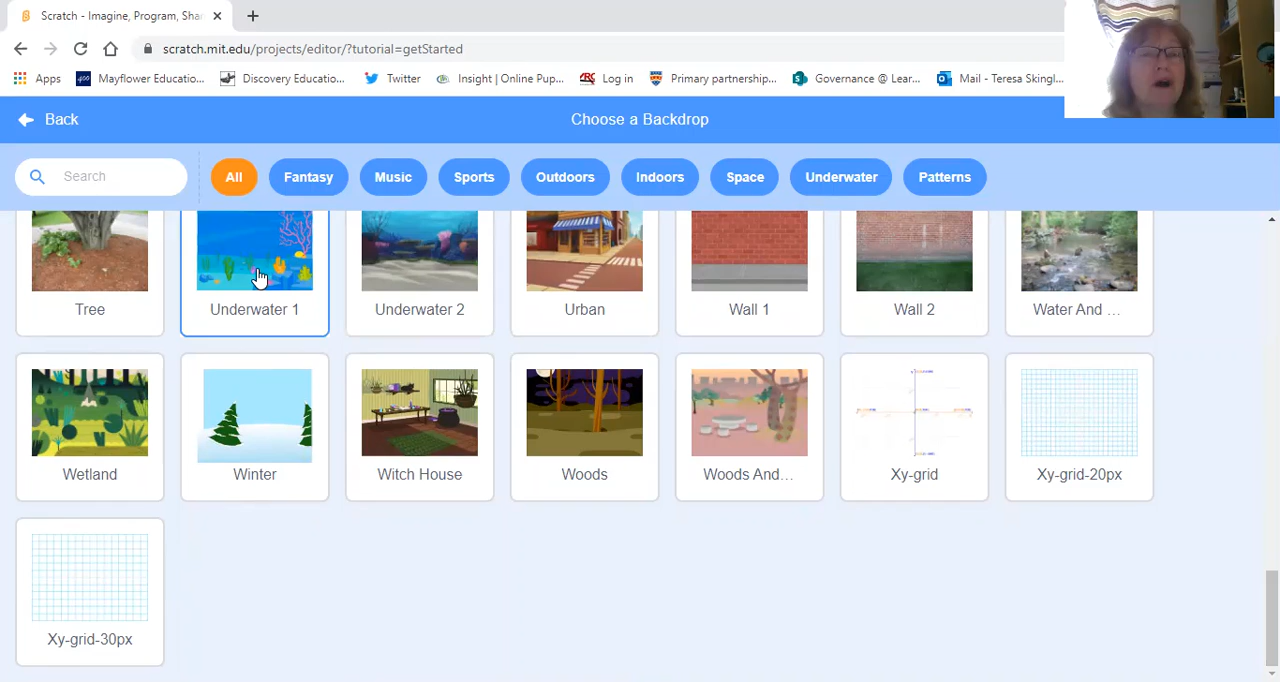 Scratch - Imagine, Program, Sha
scratch.mit.edu/projects/editor/?tutorial=getStarted
Apps Mayflower Educatio... Discovery Educatio... Twitter Insight | Online Pup... Log in Primary partnership... Governance @ Lear... Mail - Teresa Skingl...
Back Choose a Backdrop
Search All Fantasy Music Sports Outdoors Indoors Space Underwater Patterns
Tree Underwater 1 Underwater 2 Urban Wall 1 Wall 2 Water And ...
Wetland Winter Witch House Woods Woods And... Xy-grid Xy-grid-20px
Xy-grid-30px